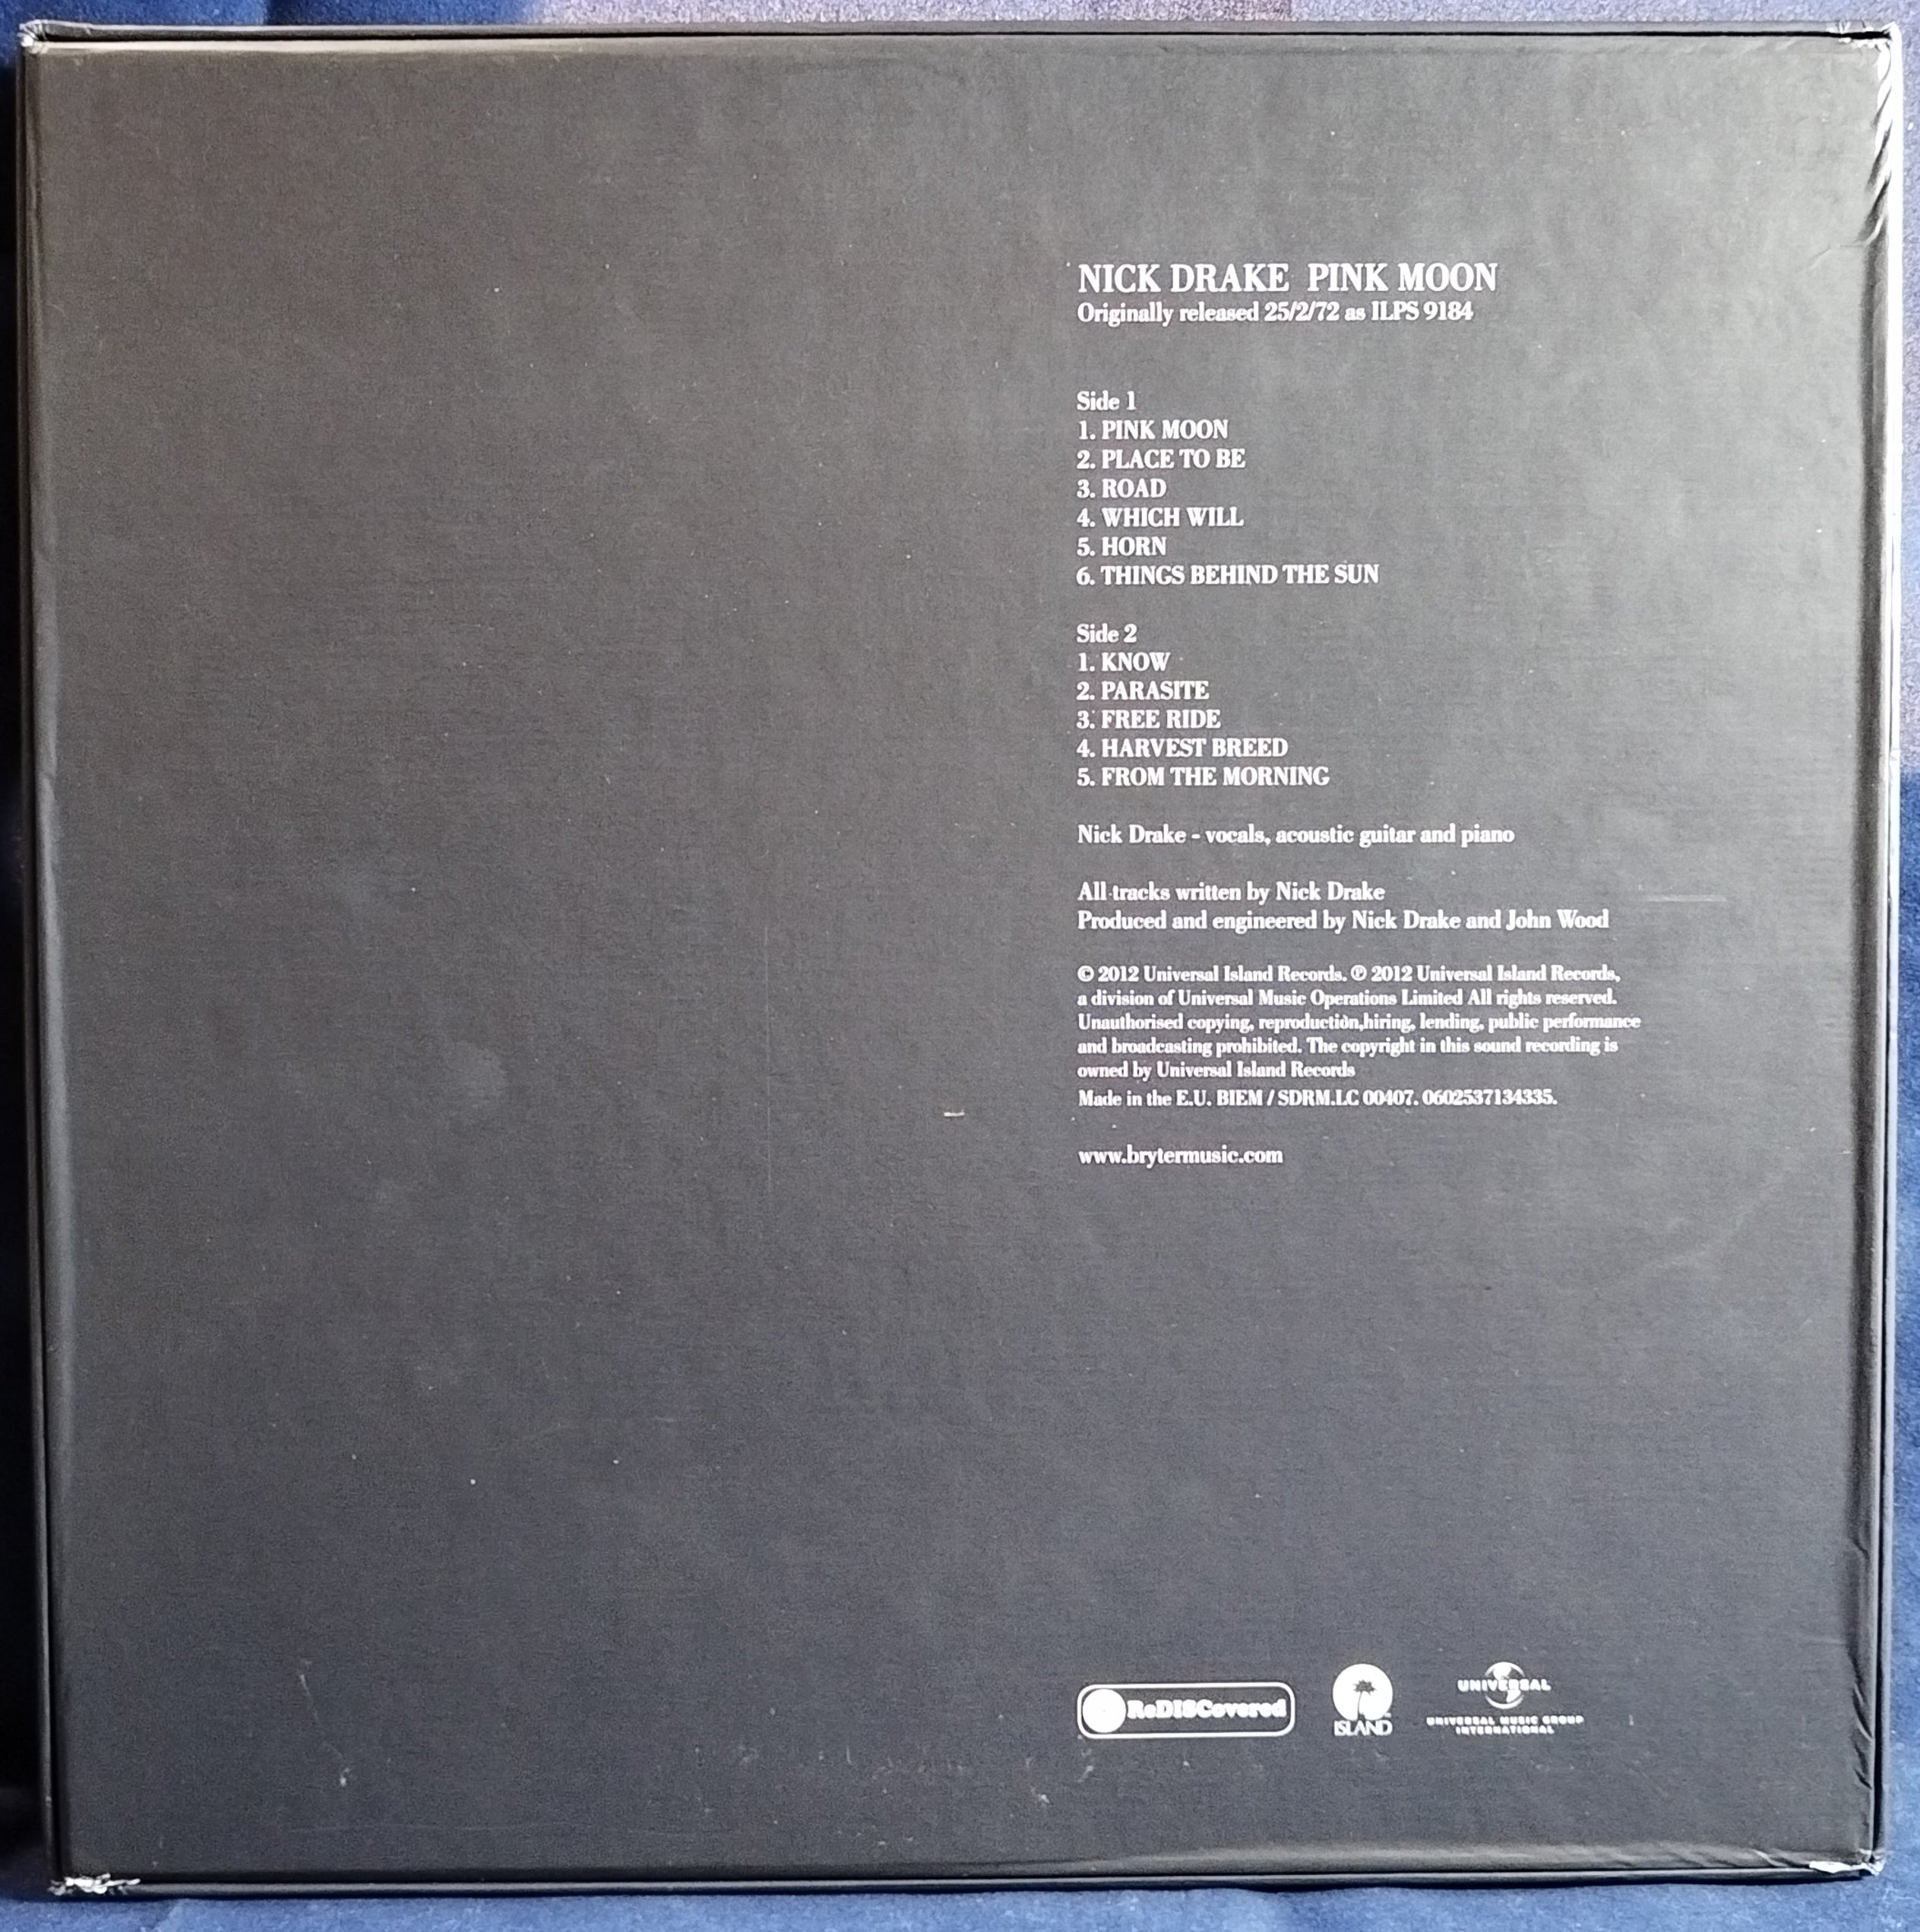 NICK DRAKE PINK MOON
Originally released 25/2/72 as ILPS 9184
Side 1
1. PINK MOON
2. PLACE TO BE
3. ROAD
4. WHICH WILL
5. HORN
6. THINGS BEHIND THE SUN
Side 2
1. KNOW
2. PARASITE
3. FREE RIDE
4. HARVEST BREED
5. FROM THE MORNING
Nick Drake - vocals, acoustic guitar and piano
All tracks written by Nick Drake
Produced and engineered by Nick Drake and John Wood
© 2012 Universal Island Records. ℗ 2012 Universal Island Records,
a division of Universal Music Operations Limited All rights reserved.
Unauthorised copying, reproduction,hiring, lending, public performance
and broadcasting prohibited. The copyright in this sound recording is
owned by Universal Island Records
Made in the E.U. BIEM / SDRM.LC 00407. 0602537134335.
www.brytermusic.com
ReDISCovered
ISLAND
UNIVERSAL
UNIVERSAL MUSIC GROUP
INTERNATIONAL